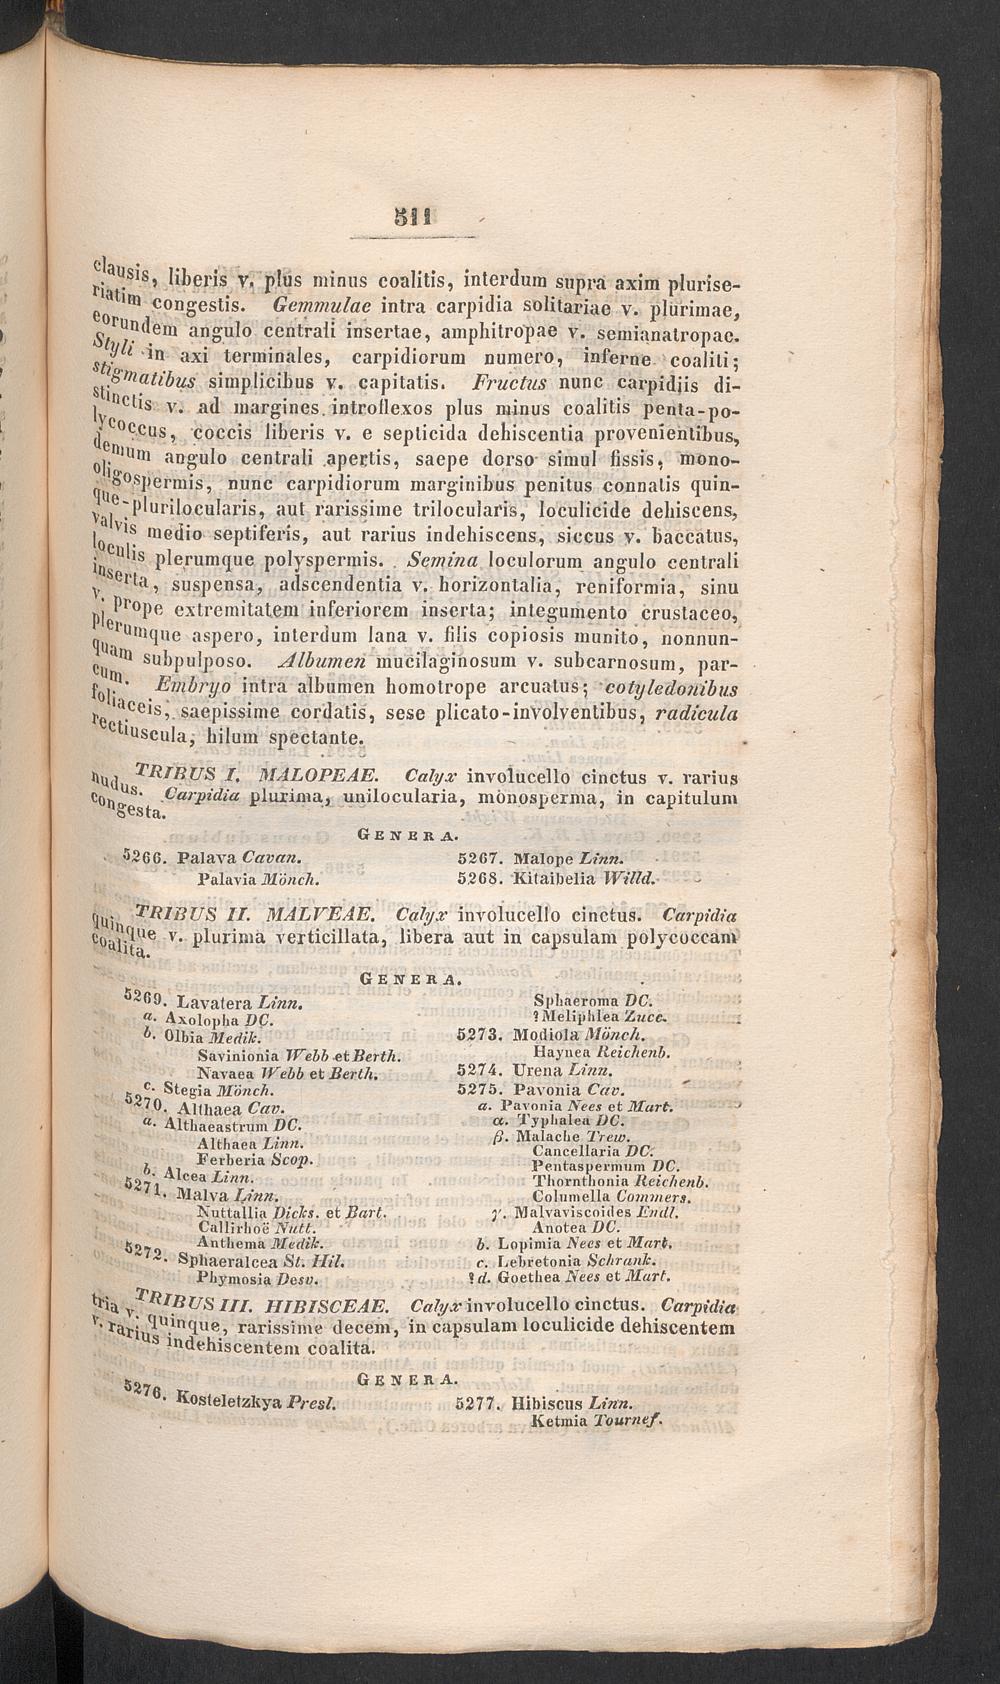 511
clausis, liberis v. plus minus coalitis, interdum supra axim plurise-
riatim congestis. Gemmulae intra carpidia solitariae v. plurimae,
eorundem angulo centrali insertae, amphitropae v. semianatropae.
Styli in axi terminales, carpidiorum numero, inferne coaliti;
stigmatibus simplicibus v. capitatis. Fructus nunc carpidiis di-
stinctis v. ad margines introflexos plus minus coalitis penta-po-
lycoccus, coccis liberis v. e septicida dehiscentia provenientibus,
demum angulo centrali apertis, saepe dorso simul fissis, mono-
oligospermis, nunc carpidiorum marginibus penitus connatis quin-
que-plurilocularis, aut rarissime trilocularis, loculicide dehiscens,
valvis medio septiferis, aut rarius indehiscens, siccus v. baccatus,
loculis plerumque polyspermis. Semina loculorum angulo centrali
inserta, suspensa, adscendentia v. horizontalia, reniformia, sinu
v. prope extremitatem inferiorem inserta; integumento crustaceo,
plerumque aspero, interdum lana v. filis copiosis munito, nonnun-
quam subpulposo. Albumen mucilaginosum v. subcarnosum, par-
cum. Embryo intra albumen homotrope arcuatus; cotyledonibus
foliaceis, saepissime cordatis, sese plicato-involventibus, radicula
rectiuscula, hilum spectante.
TRIBUS I. MALOPEAE. Calyx involucello cinctus v. rarius
nudus. Carpidia plurima, unilocularia, monosperma, in capitulum
congesta.
GENERA.
5266. Palava Cavan.
Palavia Mönch.
5267. Malope Linn.
5268. Kitaibelia Willd.
TRIBUS II. MALVEAE. Calyx involucello cinctus. Carpidia
quinque v. plurima verticillata, libera aut in capsulam polycoccam
coalita.
GENERA.
5269. Lavatera Linn.
a. Axolopha DC.
b. Olbia Medik.
Savinionia Webb et Berth.
Navaea Webb et Berth.
c. Stegia Mönch.
5270. Althaea Cav.
a. Althaeastrum DC.
Althaea Linn.
Ferberia Scop.
b. Alcea Linn.
5271. Malva Linn.
Nuttallia Dicks. et Bart.
Callirhoë Nutt.
Anthema Medik.
5272. Sphaeralcea St. Hil.
Phymosia Desv.
Sphaeroma DC.
? Meliphlea Zucc.
5273. Modiola Mönch.
Haynea Reichenb.
5274. Urena Linn.
5275. Pavonia Cav.
a. Pavonia Nees et Mart.
α. Typhalea DC.
β. Malache Trew.
Cancellaria DC.
Pentaspermum DC.
Thornthonia Reichenb.
Columella Commers.
γ. Malvaviscoides Endl.
Anotea DC.
b. Lopimia Nees et Mart.
c. Lebretonia Schrank.
? d. Goethea Nees et Mart.
TRIBUS III. HIBISCEAE. Calyx involucello cinctus. Carpidia
tria v. quinque, rarissime decem, in capsulam loculicide dehiscentem
v. rarius indehiscentem coalita.
GENERA.
5276. Kosteletzkya Presl.
5277. Hibiscus Linn.
Ketmia Tournef.